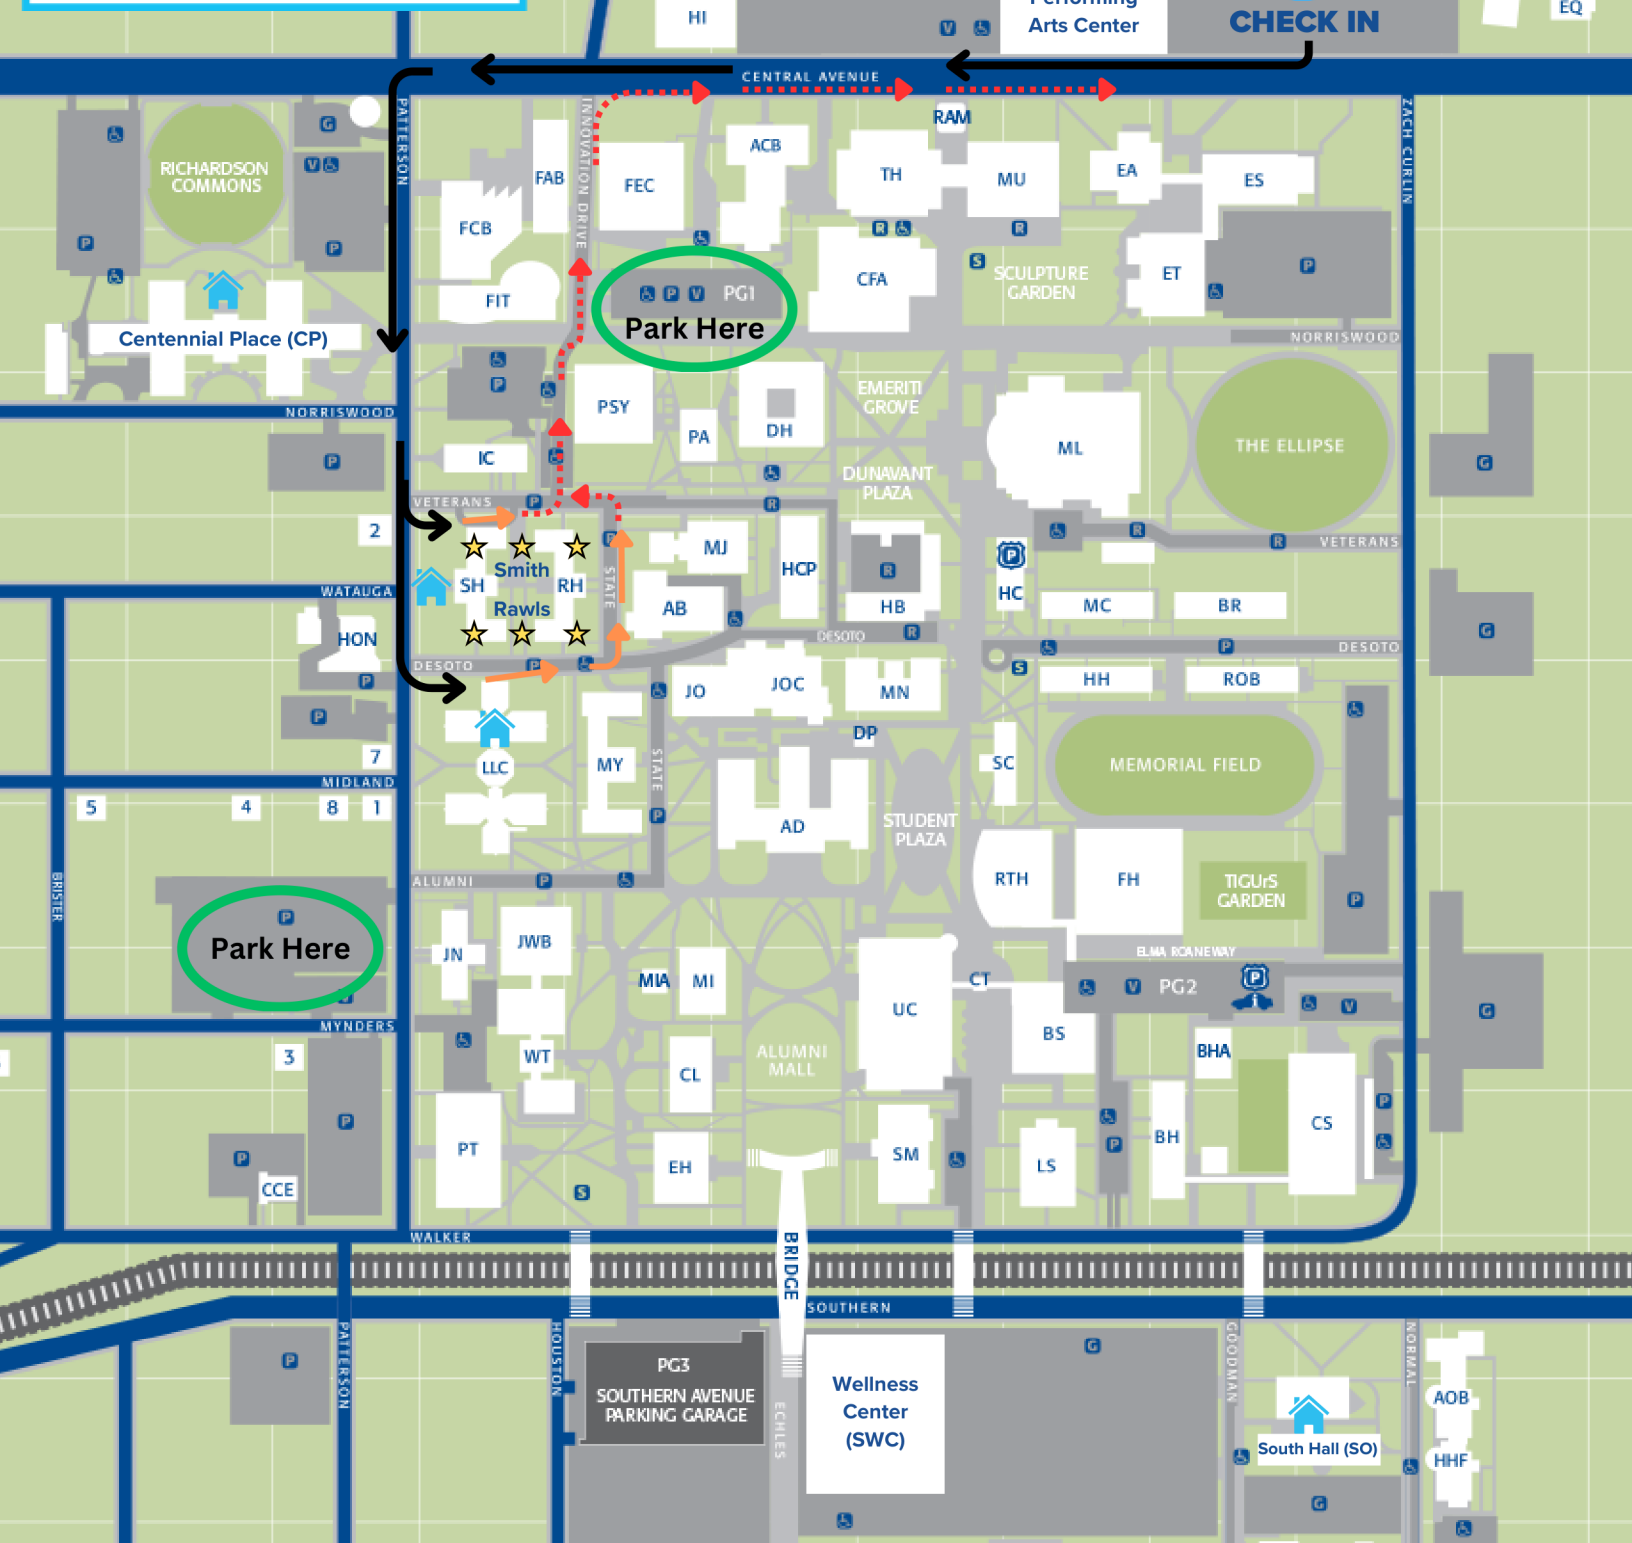 HI
Performing
Arts Center
CHECK IN
EQ
V
CENTRAL AVENUE
PATTERSON
INNOVATION DRIVE
ZACH CURLIN
G
V
P
P
RICHARDSON
COMMONS
FAB
FCB
FIT
FEC
ACB
RAM
TH
MU
EA
ES
R
R
S
CFA
SCULPTURE
GARDEN
ET
P
P V PG1
Park Here
Centennial Place (CP)
NORRISWOOD
NORRISWOOD
P
P
PSY
PA
DH
EMERITI
GROVE
ML
THE ELLIPSE
IC
DUNAVANT
PLAZA
G
VETERANS
P
R
2
MJ
HCP
R
HB
P
R
R
VETERANS
Smith
SH
RH
Rawls
STATE
P
AB
HC
MC
BR
WATAUGA
HON
P
G
DESOTO
P
DESOTO
R
P
DESOTO
S
JO
JOC
MN
HH
ROB
P
DP
7
LLC
MY
STATE
SC
MEMORIAL FIELD
MIDLAND
5
4
8
1
P
AD
STUDENT
PLAZA
BRISTER
ALUMNI
P
RTH
FH
TIGUrS
GARDEN
P
P
Park Here
JN
JWB
MIA
MI
UC
CT
ELMA ROANEWAY
V
PG2
P
V
G
MYNDERS
3
WT
CL
ALUMNI
MALL
BS
BHA
P
P
CCE
PT
EH
SM
LS
P
BH
CS
P
S
WALKER
BRIDGE
SOUTHERN
P
PATTERSON
HOUSTON
PG3
SOUTHERN AVENUE
PARKING GARAGE
ECHLES
Wellness
Center
(SWC)
G
GOODMAN
NORMAL
South Hall (SO)
G
AOB
HHF